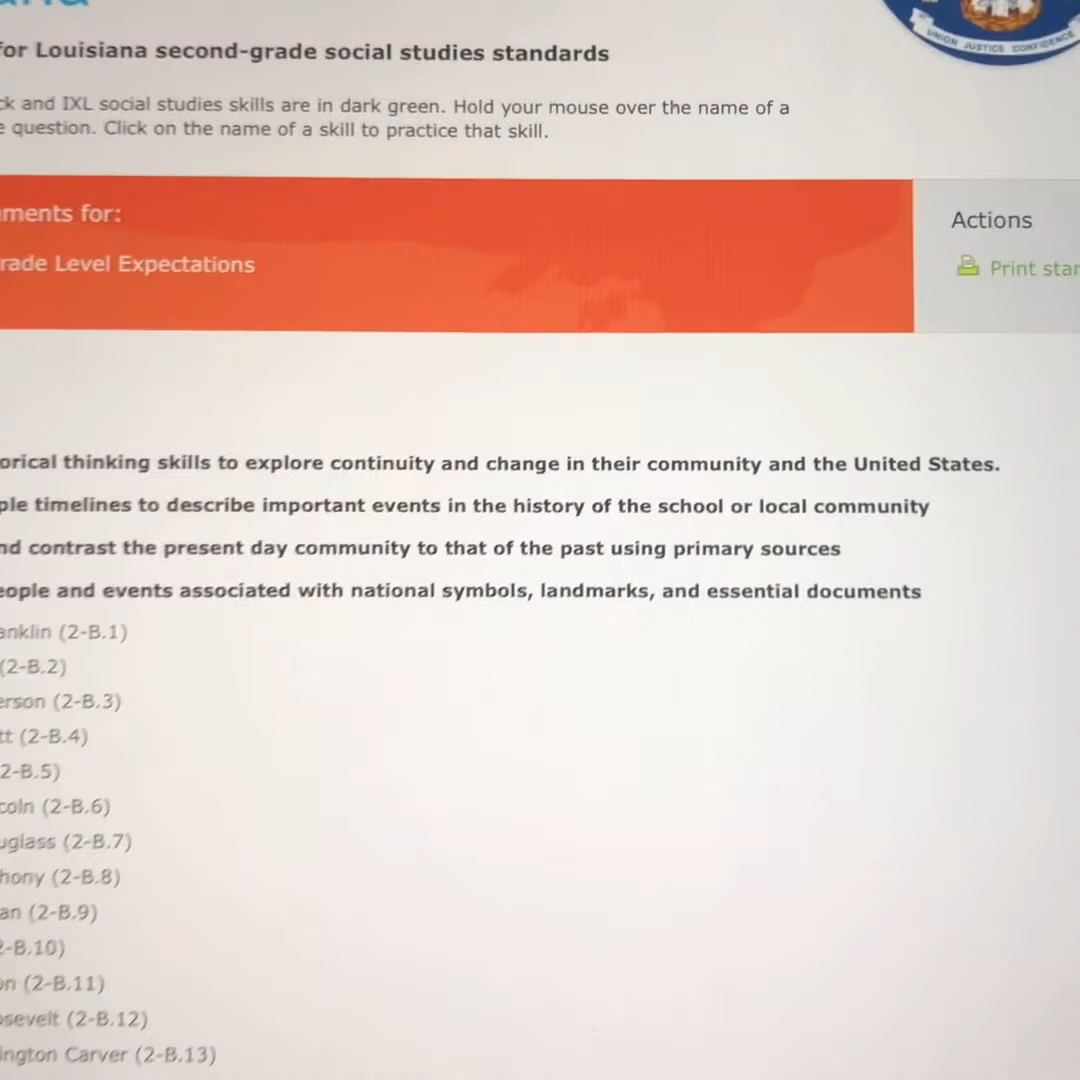 for Louisiana second-grade social studies standards
UNION JUSTICE CONFIDENCE
ck and IXL social studies skills are in dark green. Hold your mouse over the name of a
e question. Click on the name of a skill to practice that skill.
ments for:
Actions
rade Level Expectations
Print star
orical thinking skills to explore continuity and change in their community and the United States.
ple timelines to describe important events in the history of the school or local community
nd contrast the present day community to that of the past using primary sources
eople and events associated with national symbols, landmarks, and essential documents
anklin (2-B.1)
(2-B.2)
erson (2-B.3)
tt (2-B.4)
2-B.5)
coln (2-B.6)
uglass (2-B.7)
hony (2-B.8)
an (2-B.9)
2-B.10)
on (2-B.11)
osevelt (2-B.12)
ington Carver (2-B.13)